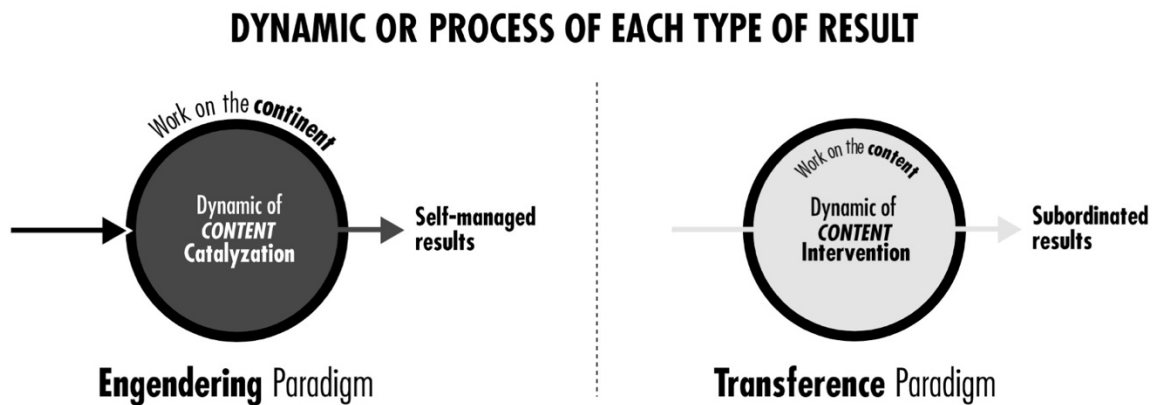 DYNAMIC OR PROCESS OF EACH TYPE OF RESULT
Work on the continent
Dynamic of
CONTENT
Catalyzation
Self-managed
results
Engendering Paradigm
Work on the content
Dynamic of
CONTENT
Intervention
Subordinated
results
Transference Paradigm